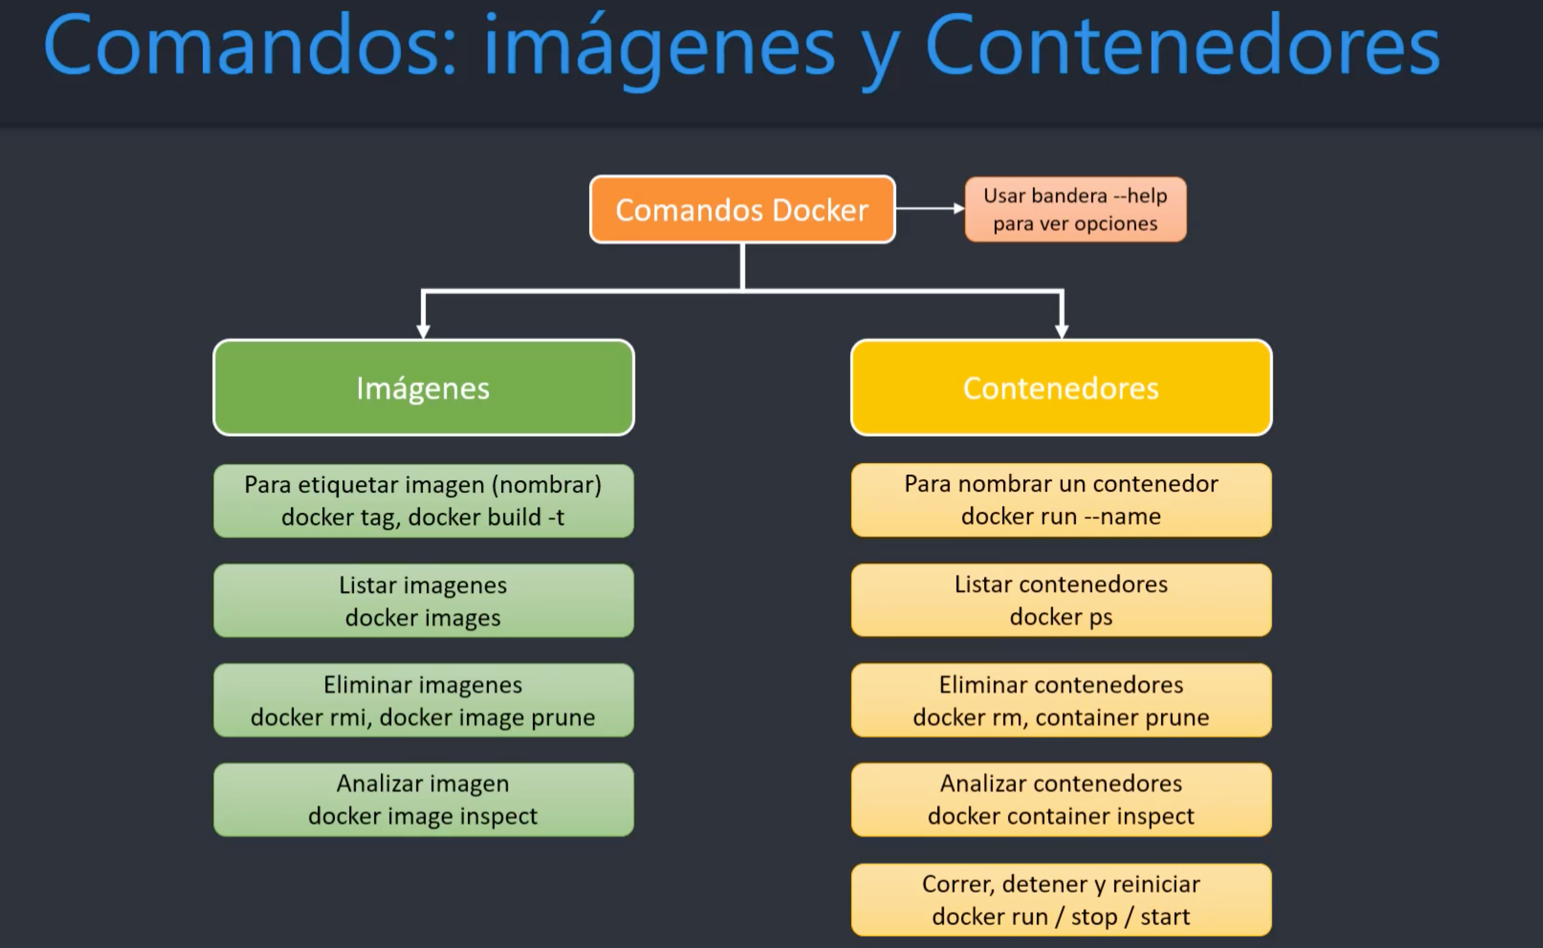 Comandos: imágenes y Contenedores
Comandos Docker
Usar bandera --help
para ver opciones
Imágenes
Para etiquetar imagen (nombrar)
docker tag, docker build -t
Listar imagenes
docker images
Eliminar imagenes
docker rmi, docker image prune
Analizar imagen
docker image inspect
Contenedores
Para nombrar un contenedor
docker run --name
Listar contenedores
docker ps
Eliminar contenedores
docker rm, container prune
Analizar contenedores
docker container inspect
Correr, detener y reiniciar
docker run / stop / start